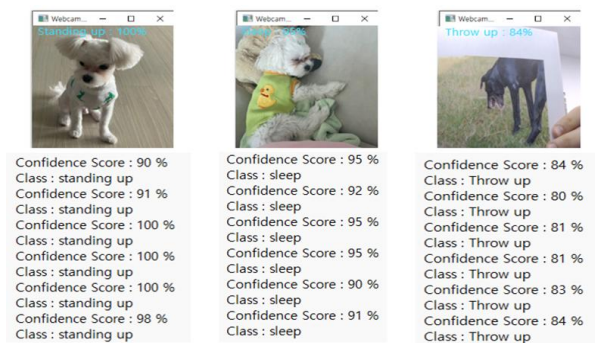 Webcam...
Standing up : 100%
Confidence Score : 90 %
Class : standing up
Confidence Score : 91 %
Class : standing up
Confidence Score : 100 %
Class : standing up
Confidence Score : 100 %
Class : standing up
Confidence Score : 100 %
Class : standing up
Confidence Score : 98 %
Class : standing up
Webcam...
Confidence Score : 95 %
Class : sleep
Confidence Score : 92 %
Class : sleep
Confidence Score : 95 %
Class : sleep
Confidence Score : 95 %
Class : sleep
Confidence Score : 90 %
Class : sleep
Confidence Score : 91 %
Class : sleep
Webcam...
Throw up : 84%
Confidence Score : 84 %
Class : Throw up
Confidence Score : 80 %
Class : Throw up
Confidence Score : 81 %
Class : Throw up
Confidence Score : 81 %
Class : Throw up
Confidence Score : 83 %
Class : Throw up
Confidence Score : 84 %
Class : Throw up